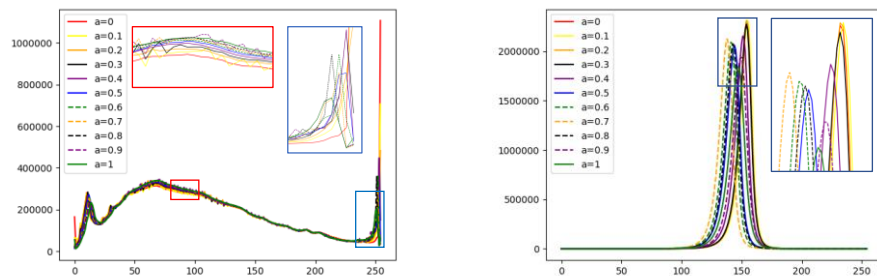 1000000
800000
600000
400000
200000
0
0
50
100
150
200
250
a=0
a=0.1
a=0.2
a=0.3
a=0.4
a=0.5
a=0.6
a=0.7
a=0.8
a=0.9
a=1
2000000
1500000
1000000
500000
0
0
50
100
150
200
250
a=0
a=0.1
a=0.2
a=0.3
a=0.4
a=0.5
a=0.6
a=0.7
a=0.8
a=0.9
a=1